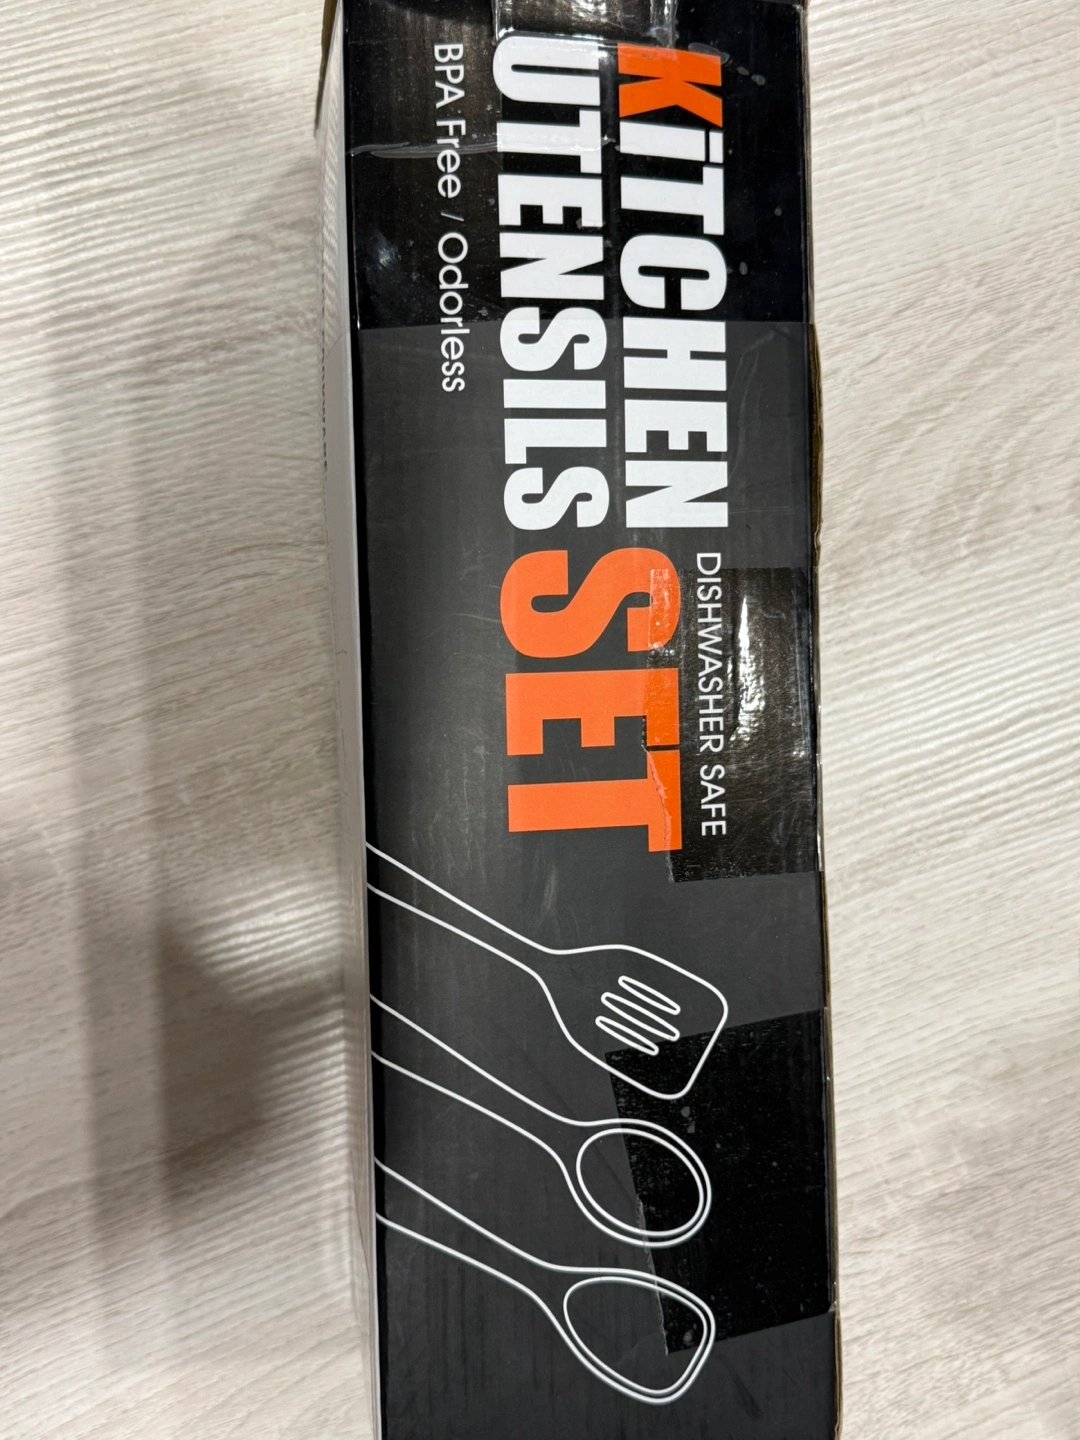 KiTCHEN
UTENSILS
SET
DISHWASHER SAFE
BPA Free / Odorless